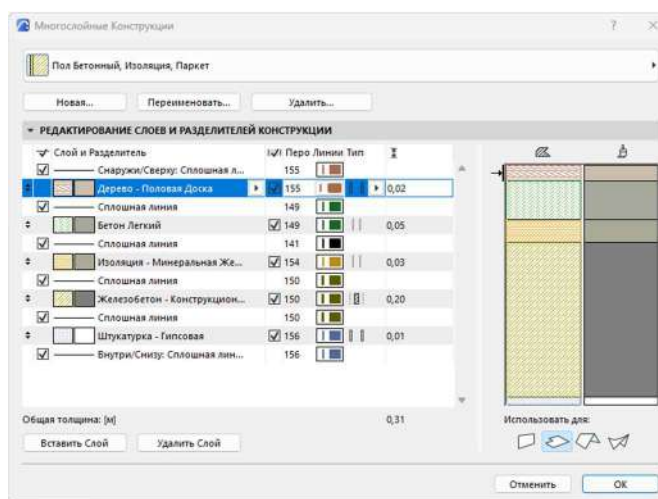 Многослойные Конструкции
Пол Бетонный, Изоляция, Паркет
Новая... Переименовать... Удалить...
РЕДАКТИРОВАНИЕ СЛОЕВ И РАЗДЕЛИТЕЛЕЙ КОНСТРУКЦИИ
Слой и Разделитель Перо Линии Тип
Снаружи/Сверху: Сплошная л... 155
Дерево - Половая Доска 155 0,02
Сплошная линия 149
Бетон Легкий 149 0,05
Сплошная линия 141
Изоляция - Минеральная Же... 154 0,03
Сплошная линия 150
Железобетон - Конструкцион... 150 0,20
Сплошная линия 150
Штукатурка - Гипсовая 156 0,01
Внутри/Снизу: Сплошная лин... 156
Общая толщина: [м] 0,31
Использовать для:
Вставить Слой Удалить Слой
Отменить OK